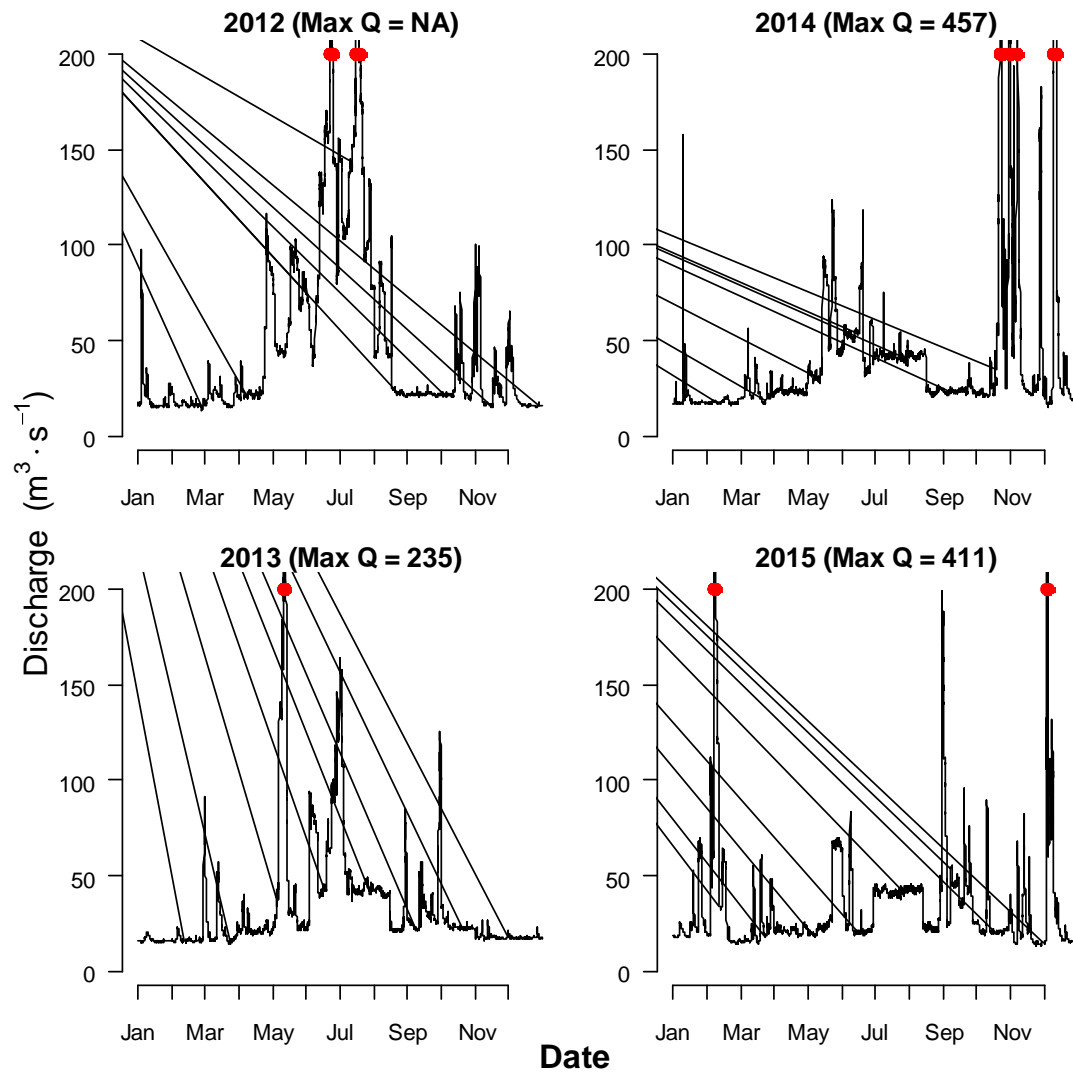 2012 (Max Q = NA)
200
150
100
50
0
Jan Mar May Jul Sep Nov
2014 (Max Q = 457)
200
150
100
50
0
Jan Mar May Jul Sep Nov
2013 (Max Q = 235)
200
150
100
50
0
Jan Mar May Jul Sep Nov
2015 (Max Q = 411)
200
150
100
50
0
Jan Mar May Jul Sep Nov
Discharge (m³ · s⁻¹)
Date